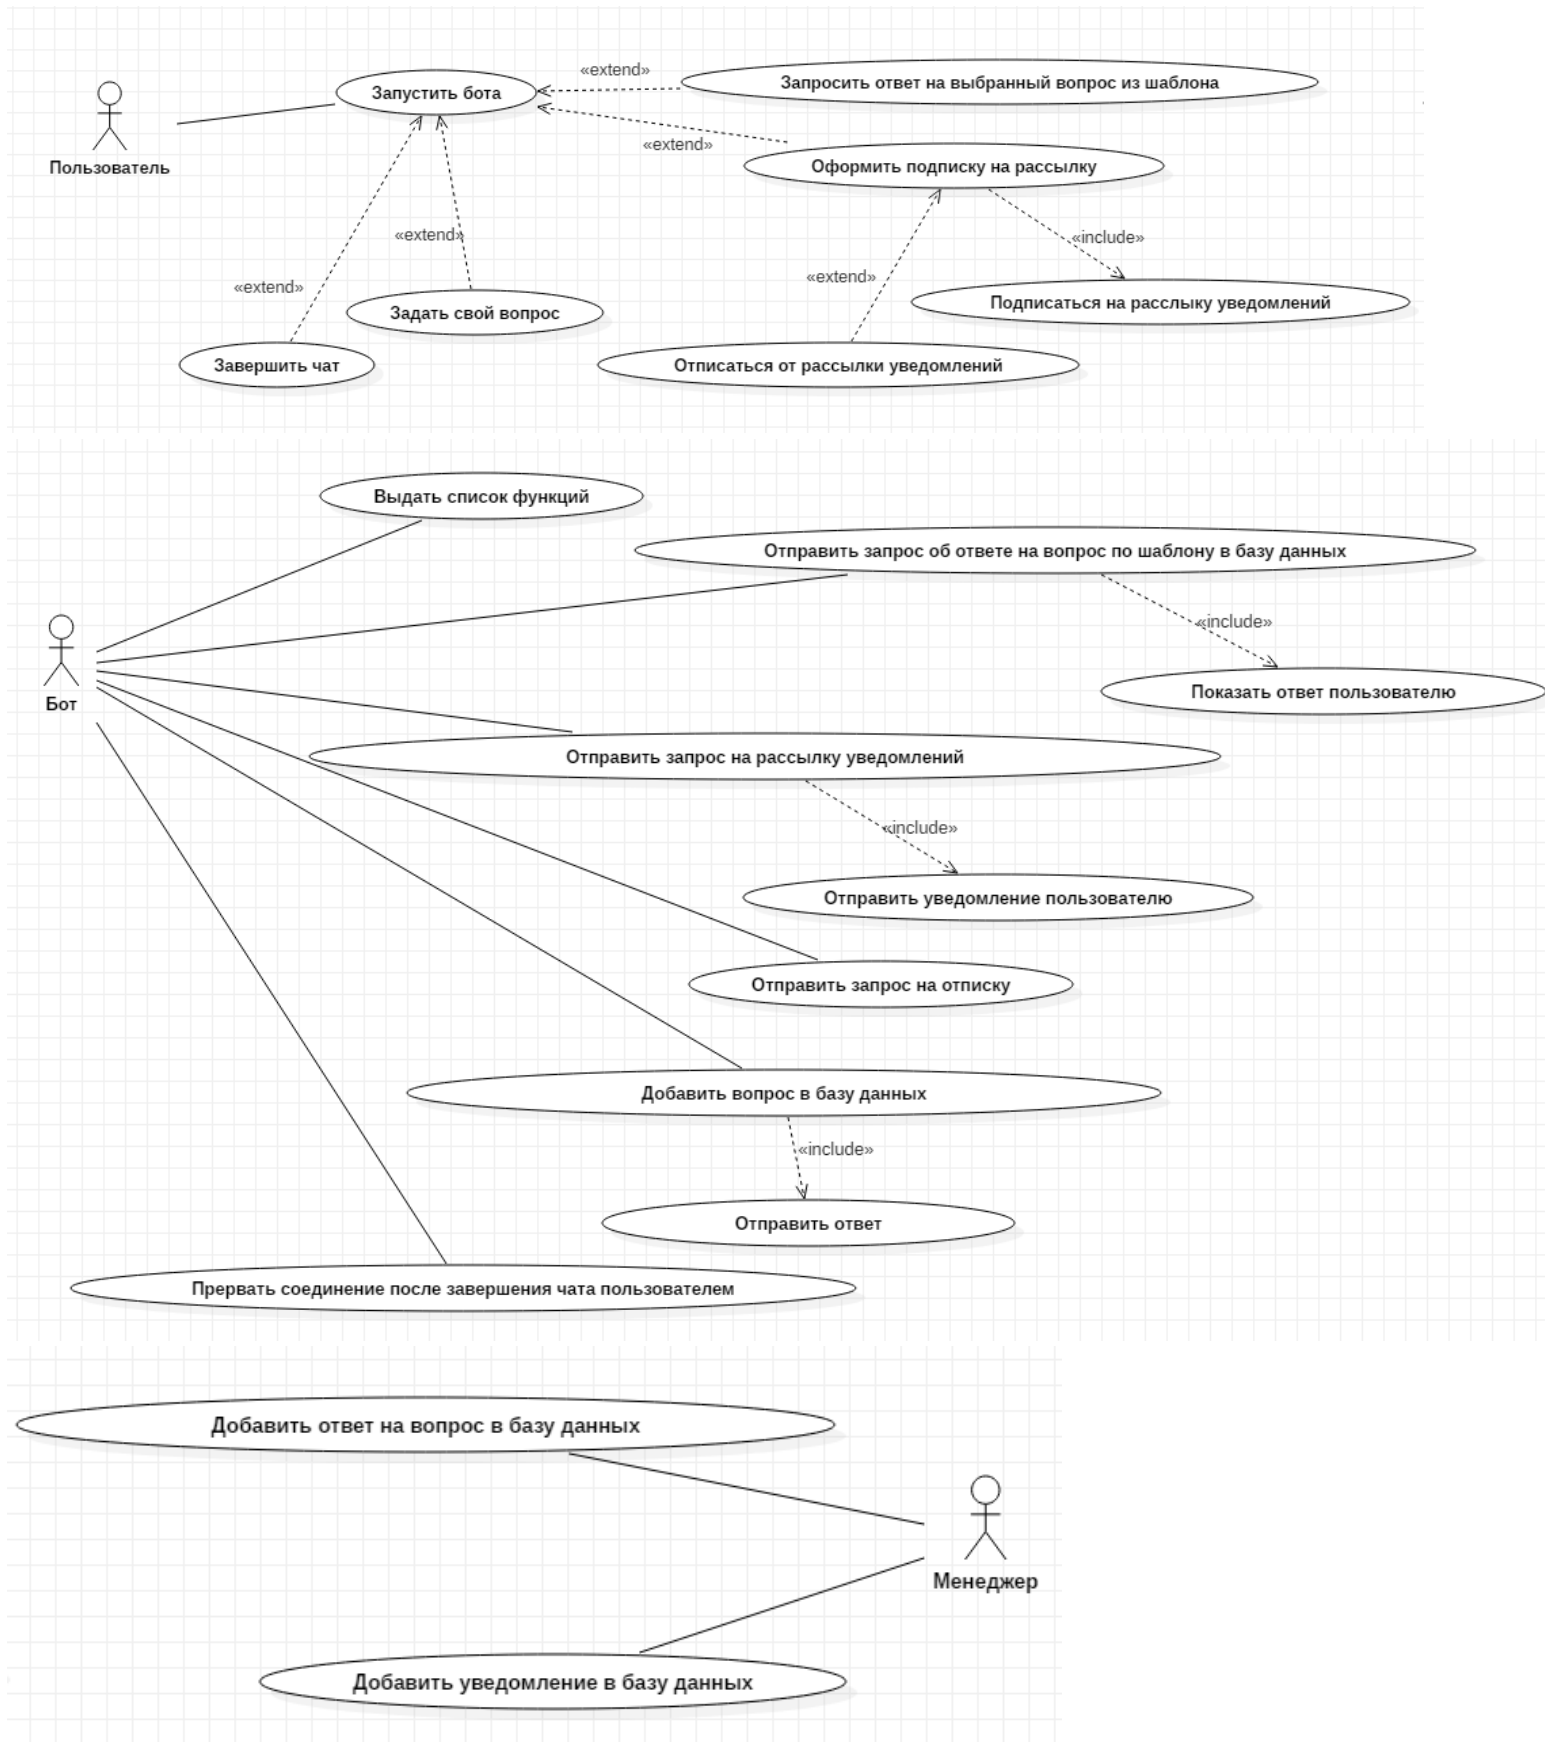 «extend»
Запросить ответ на выбранный вопрос из шаблона
Запустить бота
«extend»
Пользователь
Оформить подписку на рассылку
«extend»
«include»
«extend»
«extend»
Подписаться на расслыку уведомлений
Задать свой вопрос
Завершить чат
Отписаться от рассылки уведомлений
Выдать список функций
Отправить запрос об ответе на вопрос по шаблону в базу данных
«include»
Бот
Показать ответ пользователю
Отправить запрос на рассылку уведомлений
«include»
Отправить уведомление пользователю
Отправить запрос на отписку
Добавить вопрос в базу данных
«include»
Отправить ответ
Прервать соединение после завершения чата пользователем
Добавить ответ на вопрос в базу данных
Менеджер
Добавить уведомление в базу данных